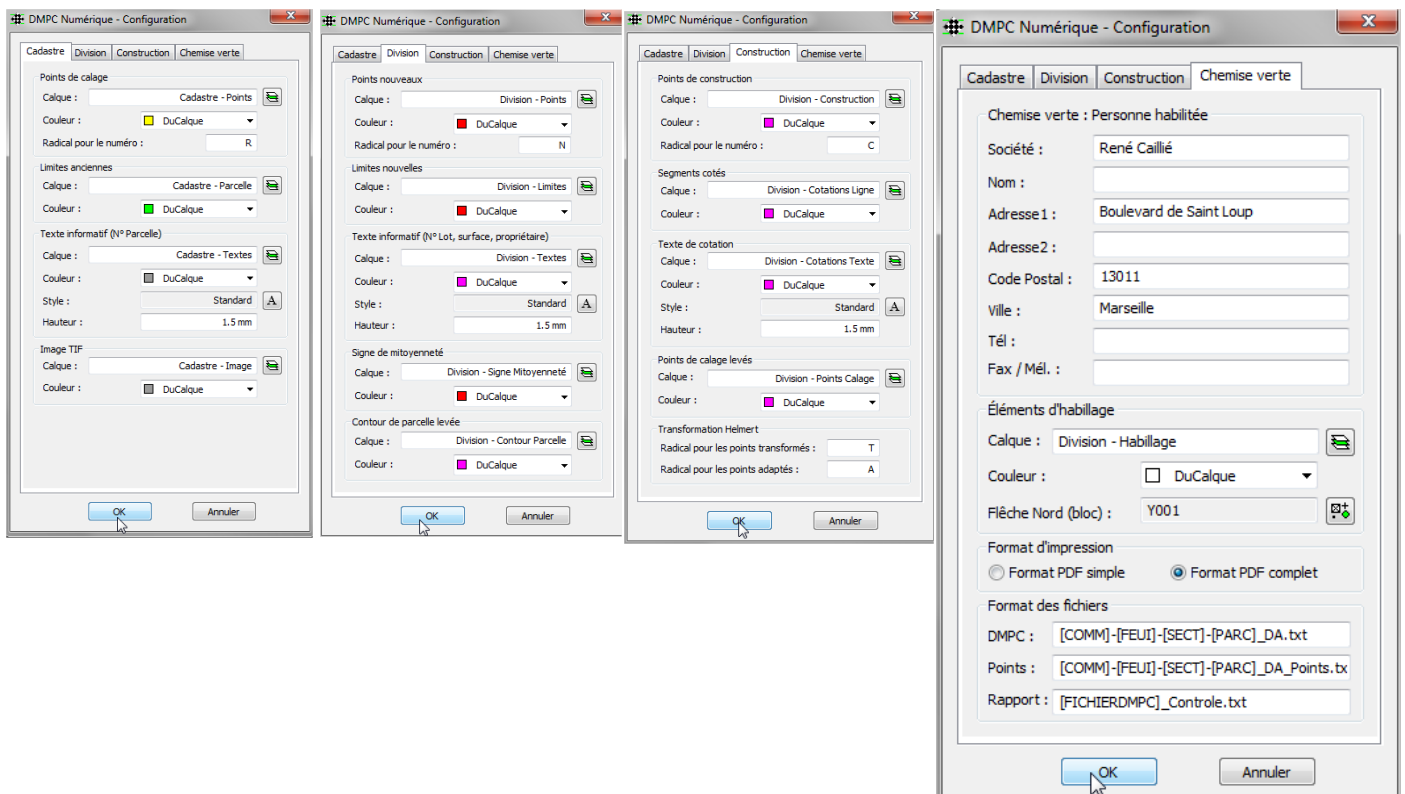 DMPC Numérique - Configuration
Cadastre Division Construction Chemise verte
Points de calage
Calque : Cadastre - Points
Couleur : DuCalque
Radical pour le numéro : R
Limites anciennes
Calque : Cadastre - Parcelle
Couleur : DuCalque
Texte informatif (N° Parcelle)
Calque : Cadastre - Textes
Couleur : DuCalque
Style : Standard A
Hauteur : 1.5 mm
Image TIF
Calque : Cadastre - Image
Couleur : DuCalque
OK Annuler
DMPC Numérique - Configuration
Cadastre Division Construction Chemise verte
Points nouveaux
Calque : Division - Points
Couleur : DuCalque
Radical pour le numéro : N
Limites nouvelles
Calque : Division - Limites
Couleur : DuCalque
Texte informatif (N° Lot, surface, propriétaire)
Calque : Division - Textes
Couleur : DuCalque
Style : Standard A
Hauteur : 1.5 mm
Signe de mitoyenneté
Calque : Division - Signe Mitoyenneté
Couleur : DuCalque
Contour de parcelle levée
Calque : Division - Contour Parcelle
Couleur : DuCalque
OK Annuler
DMPC Numérique - Configuration
Cadastre Division Construction Chemise verte
Points de construction
Calque : Division - Construction
Couleur : DuCalque
Radical pour le numéro : C
Segments cotés
Calque : Division - Cotations Ligne
Couleur : DuCalque
Texte de cotation
Calque : Division - Cotations Texte
Couleur : DuCalque
Style : Standard A
Hauteur : 1.5 mm
Points de calage levés
Calque : Division - Points Calage
Couleur : DuCalque
Transformation Helmert
Radical pour les points transformés : T
Radical pour les points adaptés : A
OK Annuler
DMPC Numérique - Configuration
Cadastre Division Construction Chemise verte
Chemise verte : Personne habilitée
Société : René Caillié
Nom :
Adresse1 : Boulevard de Saint Loup
Adresse2 :
Code Postal : 13011
Ville : Marseille
Tél :
Fax / Mél. :
Éléments d'habillage
Calque : Division - Habillage
Couleur : DuCalque
Flêche Nord (bloc) : Y001
Format d'impression
Format PDF simple Format PDF complet
Format des fichiers
DMPC : [COMM]-[FEUI]-[SECT]-[PARC]_DA.txt
Points : [COMM]-[FEUI]-[SECT]-[PARC]_DA_Points.tx
Rapport : [FICHIERDMPC]_Controle.txt
OK Annuler